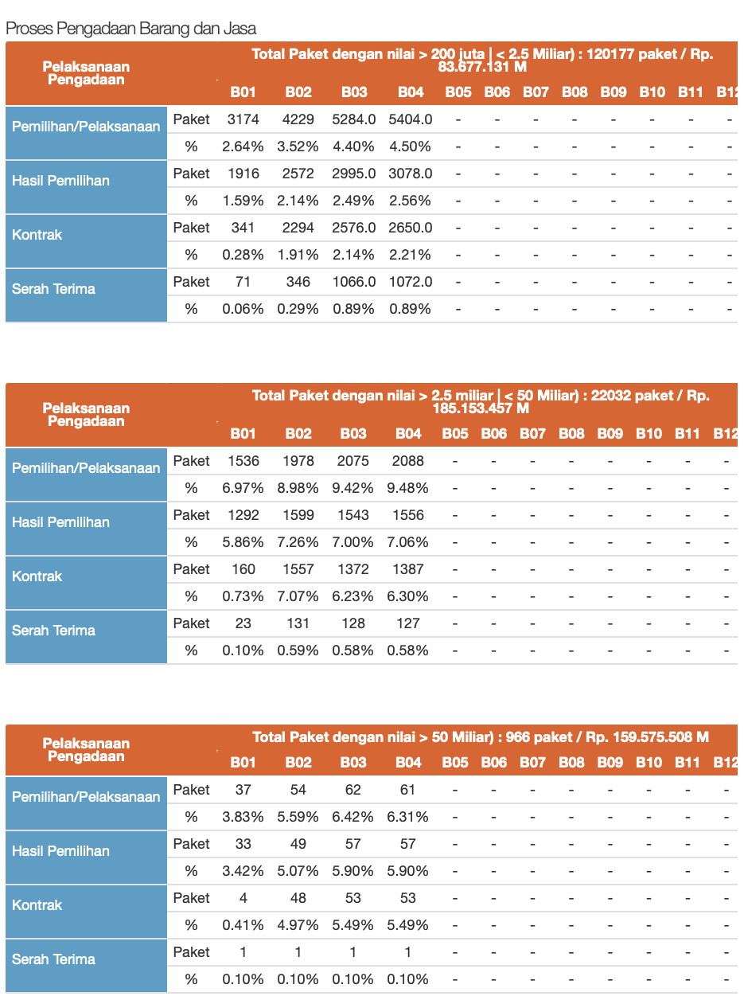 Proses Pengadaan Barang dan Jasa
Pelaksanaan Pengadaan
Total Paket dengan nilai > 200 juta | < 2.5 Miliar) : 120177 paket / Rp.
83.677.131 M
B01 B02 B03 B04 B05 B06 B07 B08 B09 B10 B11 B12
Pemilihan/Pelaksanaan Paket 3174 4229 5284.0 5404.0 - - - - - - - -
% 2.64% 3.52% 4.40% 4.50% - - - - - - - -
Hasil Pemilihan Paket 1916 2572 2995.0 3078.0 - - - - - - - -
% 1.59% 2.14% 2.49% 2.56% - - - - - - - -
Kontrak Paket 341 2294 2576.0 2650.0 - - - - - - - -
% 0.28% 1.91% 2.14% 2.21% - - - - - - - -
Serah Terima Paket 71 346 1066.0 1072.0 - - - - - - - -
% 0.06% 0.29% 0.89% 0.89% - - - - - - - -
Pelaksanaan Pengadaan
Total Paket dengan nilai > 2.5 miliar | < 50 Miliar) : 22032 paket / Rp.
185.153.457 M
B01 B02 B03 B04 B05 B06 B07 B08 B09 B10 B11 B12
Pemilihan/Pelaksanaan Paket 1536 1978 2075 2088 - - - - - - - -
% 6.97% 8.98% 9.42% 9.48% - - - - - - - -
Hasil Pemilihan Paket 1292 1599 1543 1556 - - - - - - - -
% 5.86% 7.26% 7.00% 7.06% - - - - - - - -
Kontrak Paket 160 1557 1372 1387 - - - - - - - -
% 0.73% 7.07% 6.23% 6.30% - - - - - - - -
Serah Terima Paket 23 131 128 127 - - - - - - - -
% 0.10% 0.59% 0.58% 0.58% - - - - - - - -
Pelaksanaan Pengadaan
Total Paket dengan nilai > 50 Miliar) : 966 paket / Rp. 159.575.508 M
B01 B02 B03 B04 B05 B06 B07 B08 B09 B10 B11 B12
Pemilihan/Pelaksanaan Paket 37 54 62 61 - - - - - - - -
% 3.83% 5.59% 6.42% 6.31% - - - - - - - -
Hasil Pemilihan Paket 33 49 57 57 - - - - - - - -
% 3.42% 5.07% 5.90% 5.90% - - - - - - - -
Kontrak Paket 4 48 53 53 - - - - - - - -
% 0.41% 4.97% 5.49% 5.49% - - - - - - - -
Serah Terima Paket 1 1 1 1 - - - - - - - -
% 0.10% 0.10% 0.10% 0.10% - - - - - - - -